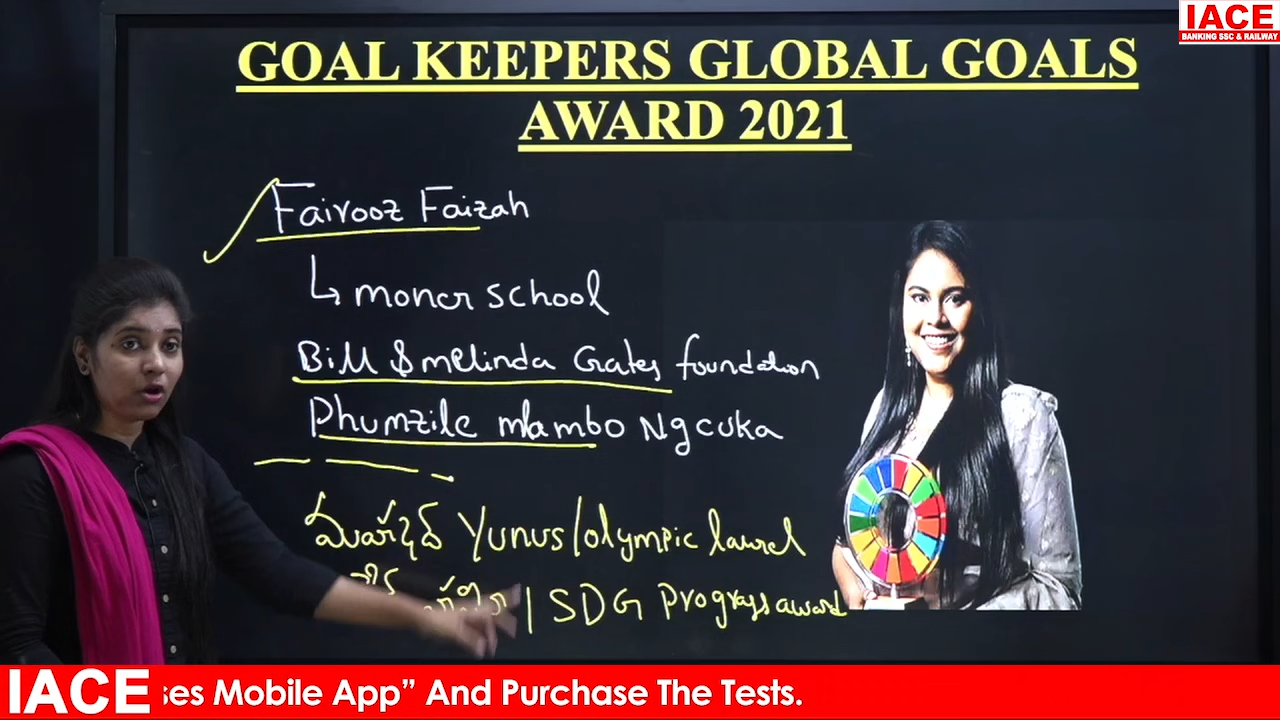 IACE
BANKING SSC & RAILWAY
GOAL KEEPERS GLOBAL GOALS
AWARD 2021
Fairooz Faizah
↳ moner school
Bill & melinda Gates foundation
Phumzile mlambo Ngcuka
Yunus/olympic laurel
| SDG Progress award
IACE ses Mobile App” And Purchase The Tests.